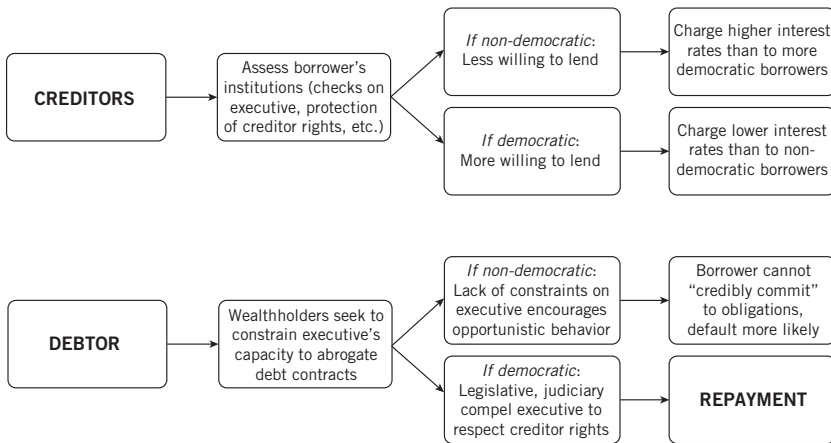 CREDITORS
Assess borrower's
institutions (checks on
executive, protection
of creditor rights, etc.)
If non-democratic:
Less willing to lend
Charge higher interest
rates than to more
democratic borrowers
If democratic:
More willing to lend
Charge lower interest
rates than to non-
democratic borrowers
DEBTOR
Wealthholders seek to
constrain executive's
capacity to abrogate
debt contracts
If non-democratic:
Lack of constraints on
executive encourages
opportunistic behavior
Borrower cannot
“credibly commit”
to obligations,
default more likely
If democratic:
Legislative, judiciary
compel executive to
respect creditor rights
REPAYMENT